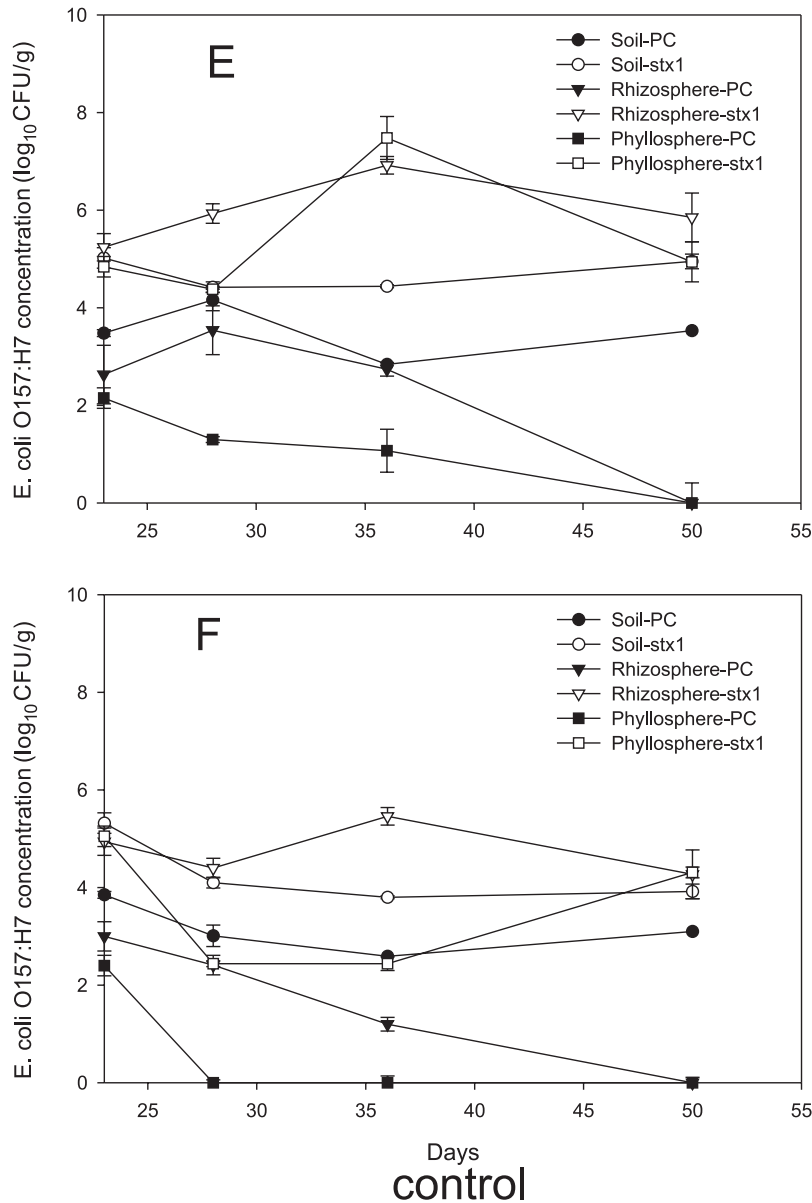 E
Soil-PC
Soil-stx1
Rhizosphere-PC
Rhizosphere-stx1
Phyllosphere-PC
Phyllosphere-stx1
E. coli O157:H7 concentration (log₁₀CFU/g)
10
8
6
4
2
0
25 30 35 40 45 50 55
F
Soil-PC
Soil-stx1
Rhizosphere-PC
Rhizosphere-stx1
Phyllosphere-PC
Phyllosphere-stx1
E. coli O157:H7 concentration (log₁₀CFU/g)
10
8
6
4
2
0
25 30 35 40 45 50 55
Days
control